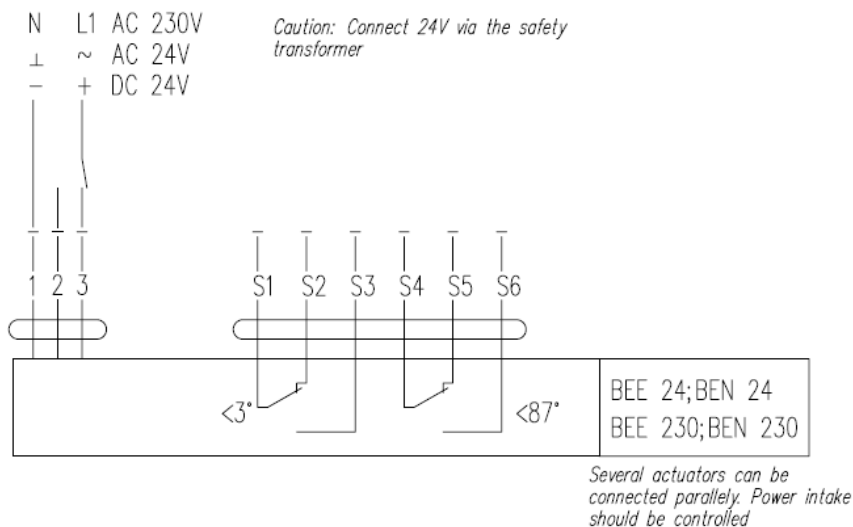 N L1 AC 230V
⊥ ~ AC 24V
− + DC 24V
Caution: Connect 24V via the safety
transformer
1 2 3 S1 S2 S3 S4 S5 S6
<3° <87°
BEE 24;BEN 24
BEE 230;BEN 230
Several actuators can be
connected parallely. Power intake
should be controlled